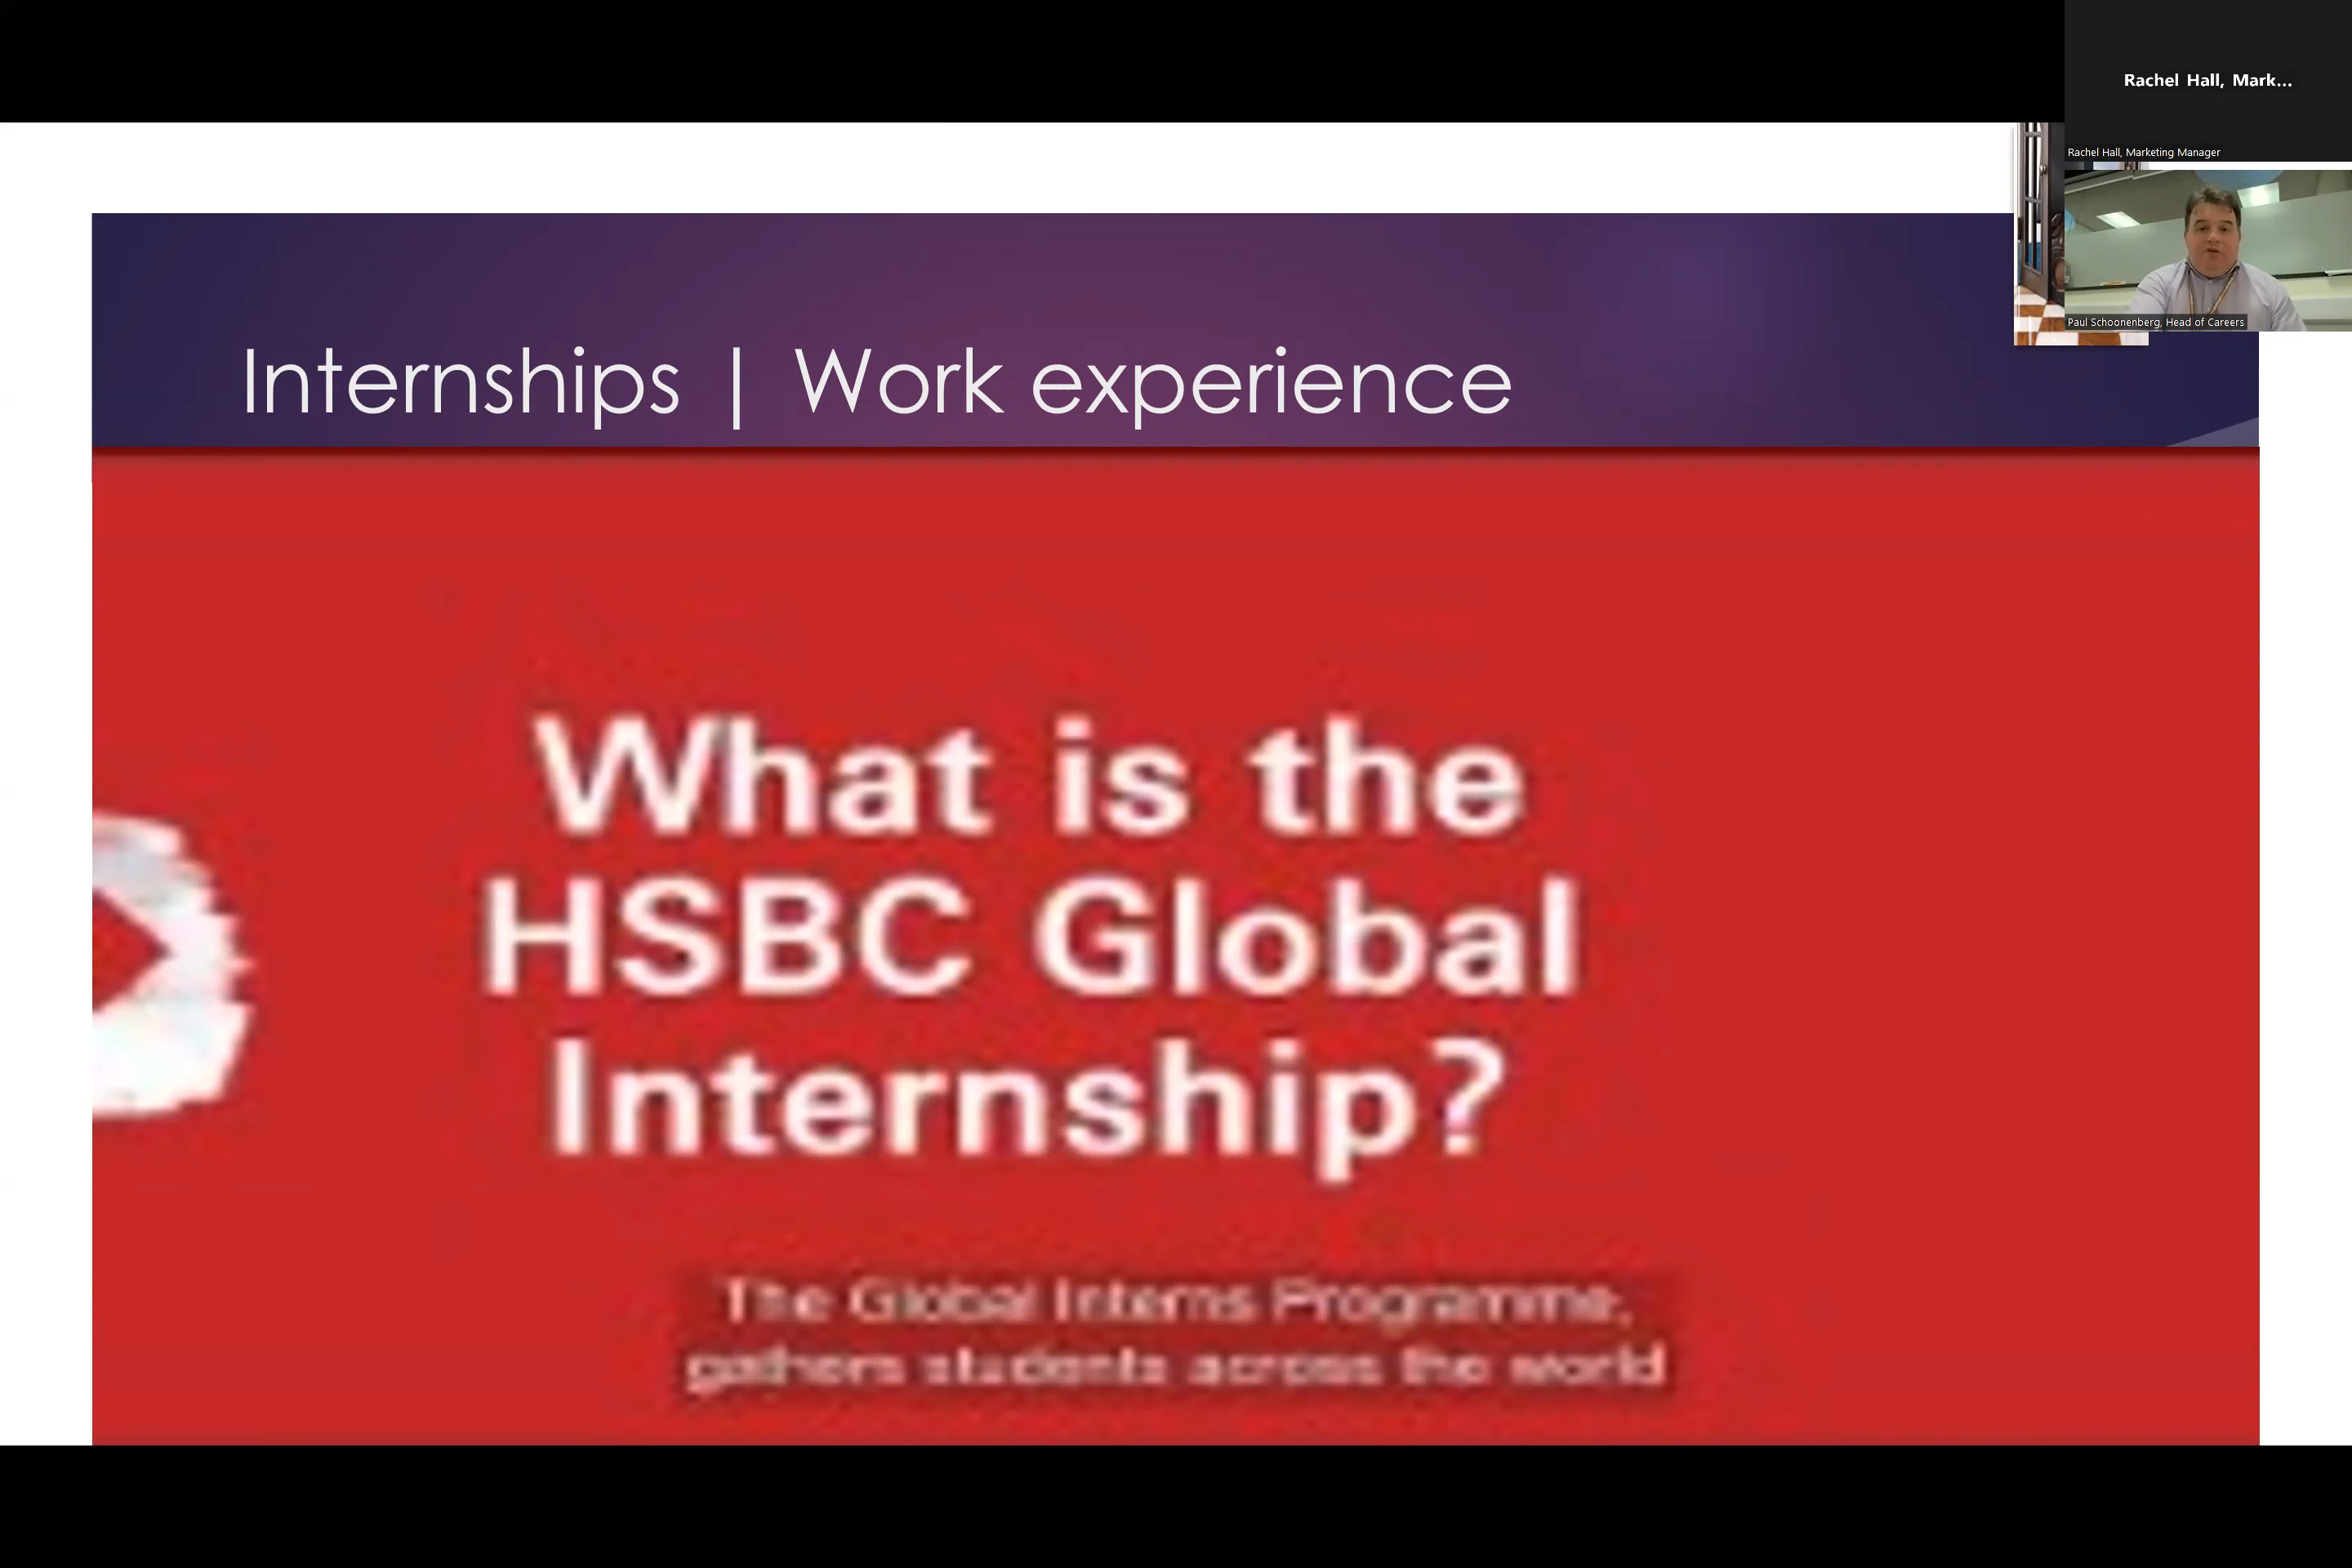 Rachel Hall, Mark...
Rachel Hall, Marketing Manager
Paul Schoonenberg, Head of Careers
Internships | Work experience
What is the
HSBC Global
Internship?
The Global Interns Programme,
gathers students across the world